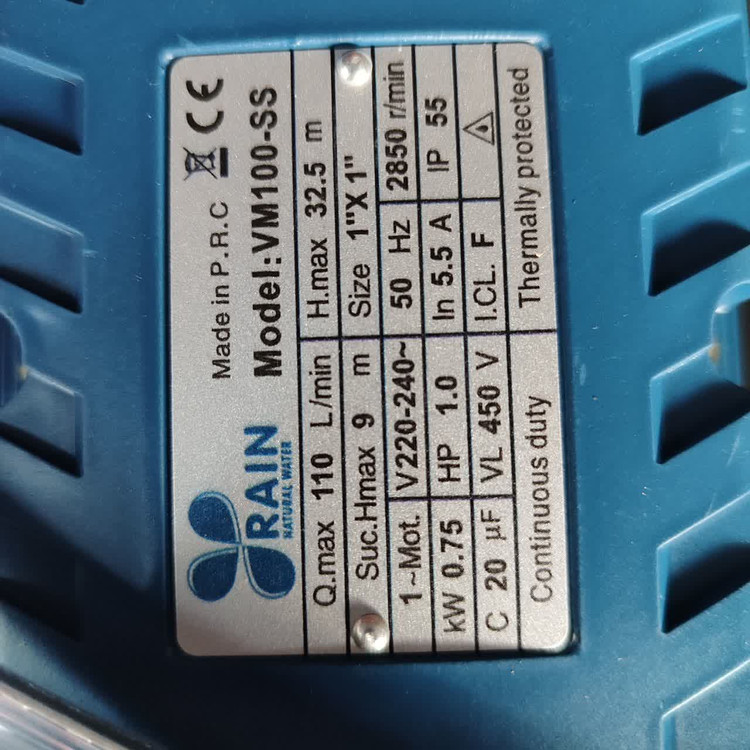 RAIN
NATURAL WATER
Made in P.R.C CE
Model:VM100-SS
Q.max 110 L/min H.max 32.5 m
Suc.Hmax 9 m Size 1"X 1"
1~Mot. V220-240~ 50 Hz 2850 r/min
kW 0.75 HP 1.0 In 5.5 A IP 55
C 20 µF VL 450 V I.CL. F
Continuous duty Thermally protected